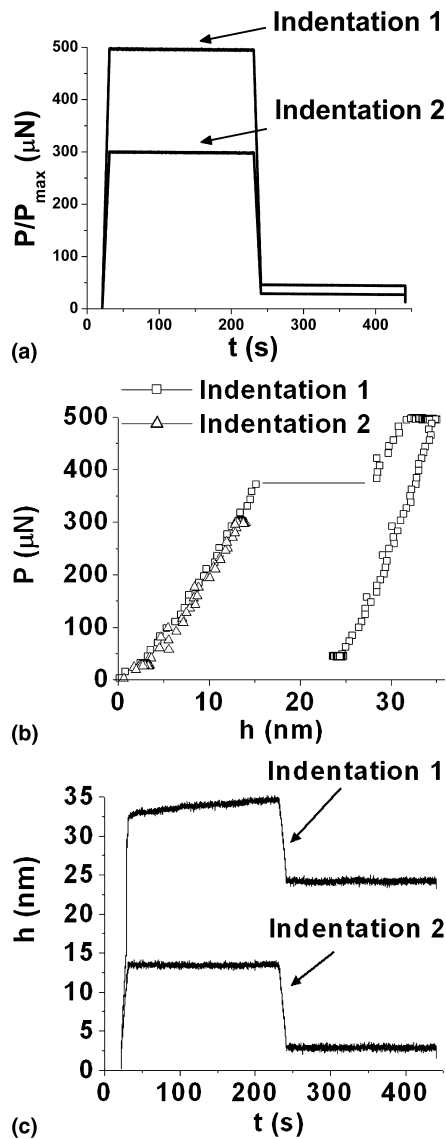 Indentation 1
Indentation 2
P/Pmax (μN)
500
400
300
200
100
0
0 100 200 300 400
t (s)
(a)
Indentation 1
Indentation 2
P (μN)
500
400
300
200
100
0
0 10 20 30
h (nm)
(b)
Indentation 1
Indentation 2
h (nm)
35
30
25
20
15
10
5
0
0 100 200 300 400
t (s)
(c)